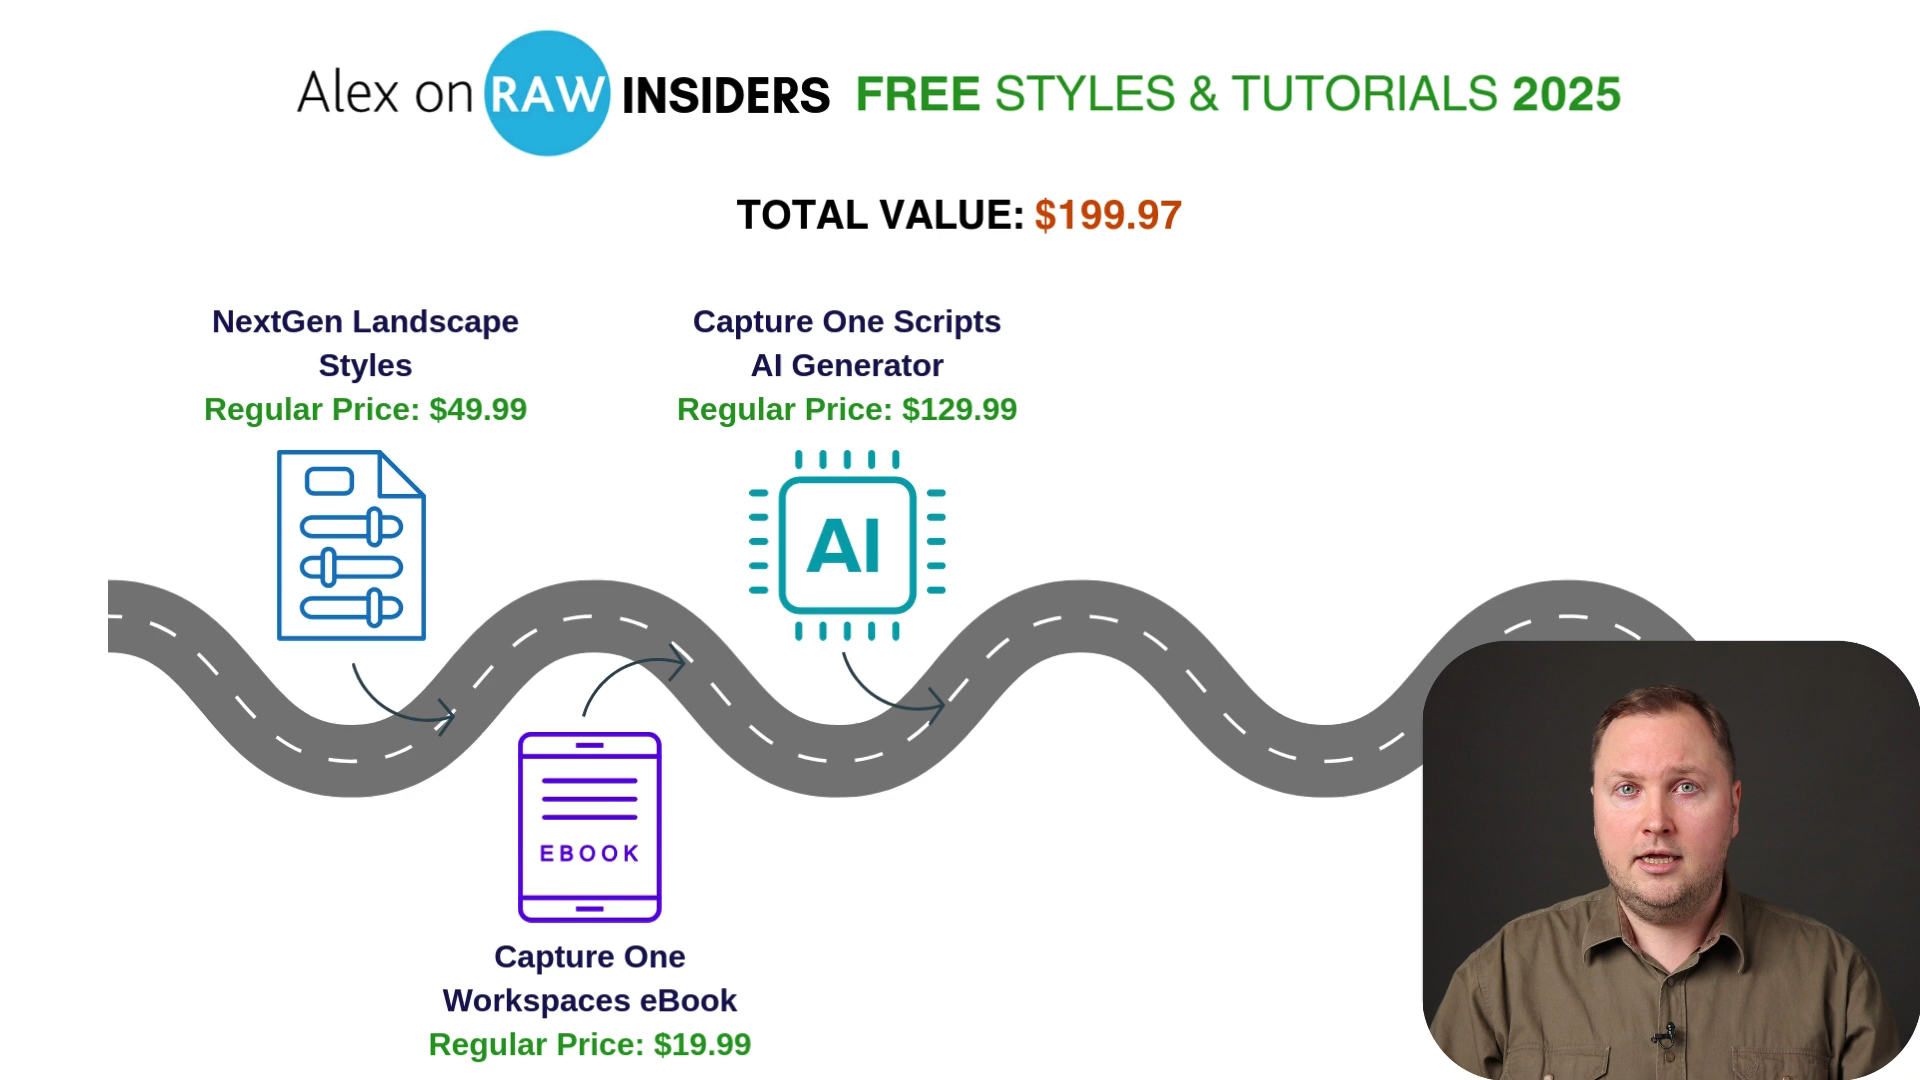 Alex on RAW INSIDERS FREE STYLES & TUTORIALS 2025
TOTAL VALUE: $199.97
NextGen Landscape
Styles
Regular Price: $49.99
Capture One Scripts
AI Generator
Regular Price: $129.99
AI
EBOOK
Capture One
Workspaces eBook
Regular Price: $19.99